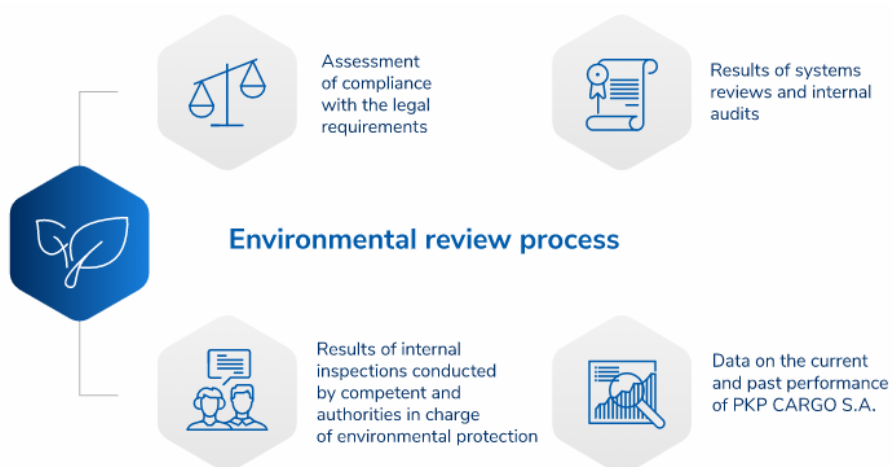 Assessment
of compliance
with the legal
requirements
Results of systems
reviews and internal
audits
Environmental review process
Results of internal
inspections conducted
by competent and
authorities in charge
of environmental protection
Data on the current
and past performance
of PKP CARGO S.A.